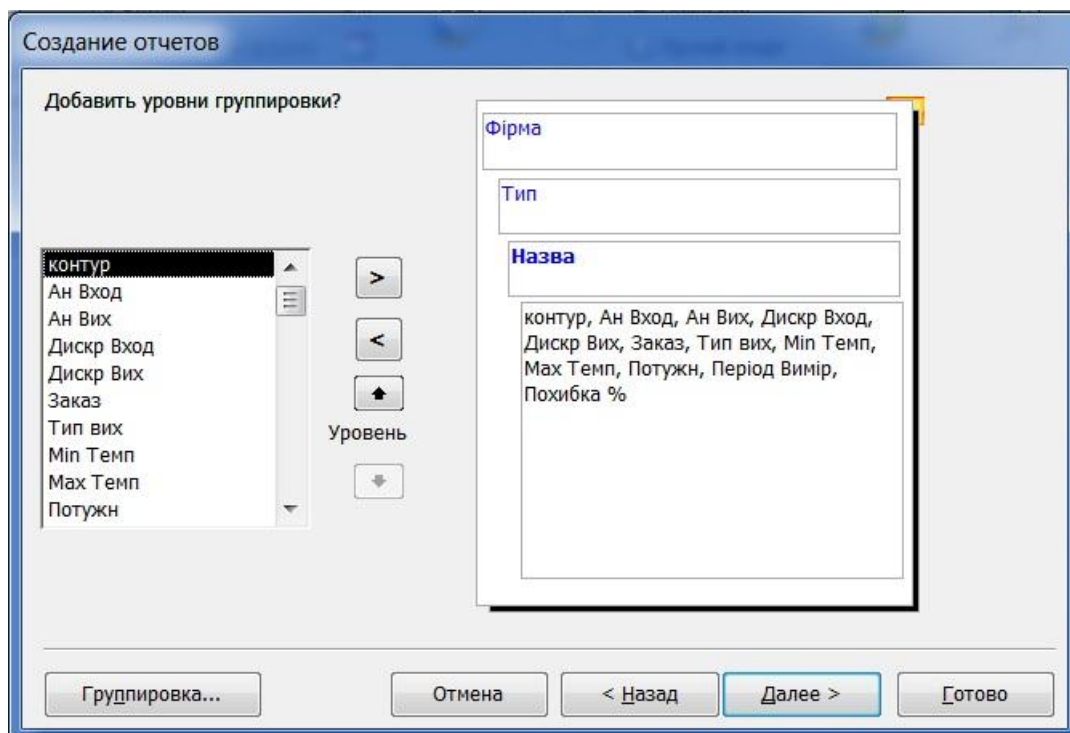 Создание отчетов
Добавить уровни группировки?
Фірма
Тип
Назва
контур
Ан Вход
Ан Вих
Дискр Вход
Дискр Вих
Заказ
Тип вих
Min Темп
Max Темп
Потужн
>
<
Уровень
контур, Ан Вход, Ан Вих, Дискр Вход,
Дискр Вих, Заказ, Тип вих, Min Темп,
Max Темп, Потужн, Період Вимір,
Похибка %
Группировка...
Отмена
< Назад
Далее >
Готово